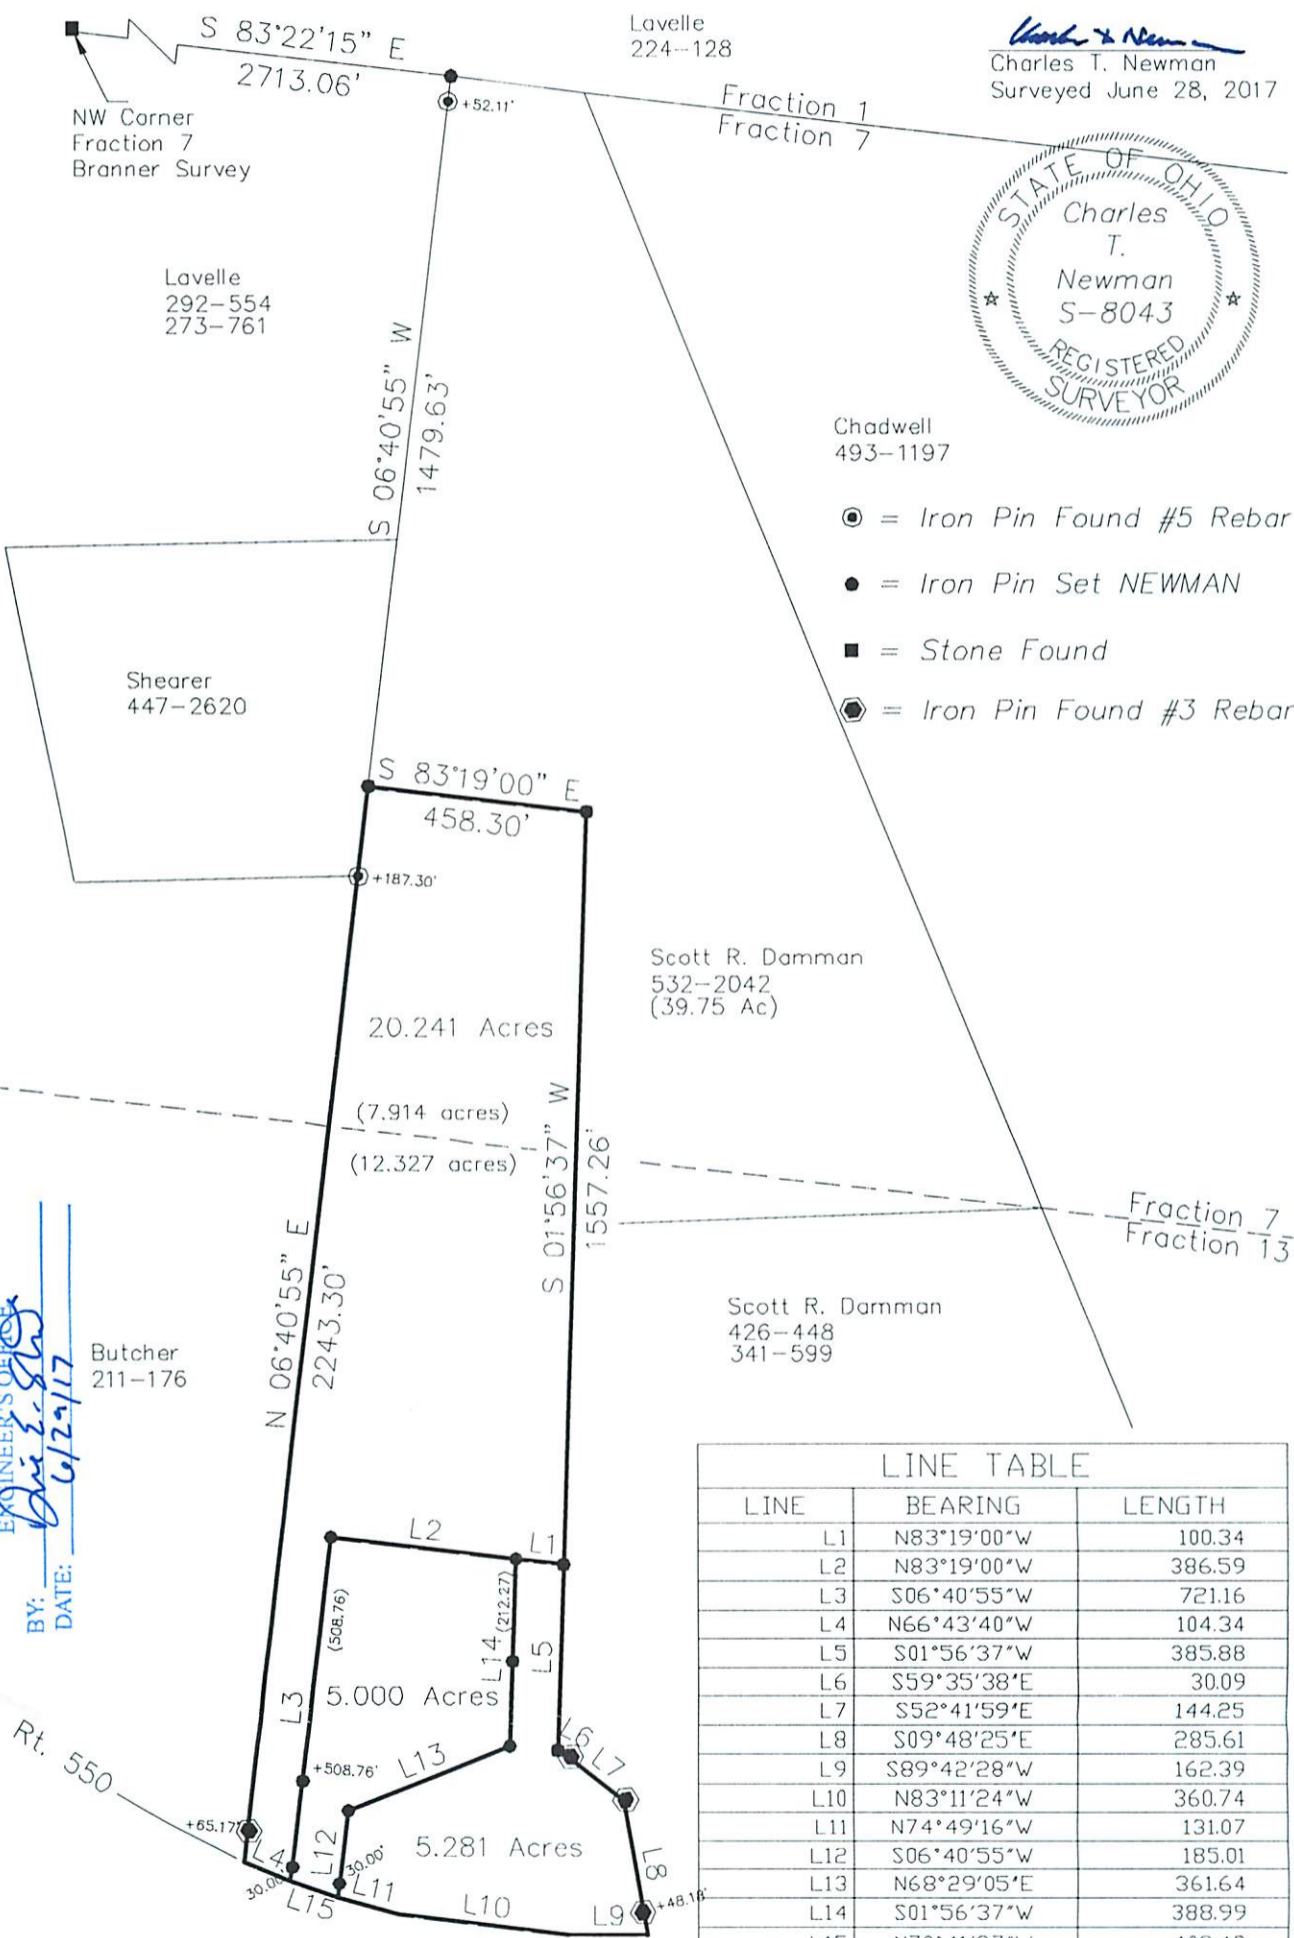 S 83°22'15" E
2713.06'
Lavelle
224-128
Charles T. Newman
Surveyed June 28, 2017
NW Corner
Fraction 7
Branner Survey
+52.11'
Fraction 1
Fraction 7
STATE OF OHIO
Charles
T.
Newman
S-8043
REGISTERED
SURVEYOR
Lavelle
292-554
273-761
S 06°40'55" W
1479.63'
Chadwell
493-1197
= Iron Pin Found #5 Rebar
= Iron Pin Set NEWMAN
= Stone Found
= Iron Pin Found #3 Rebar
Shearer
447-2620
S 83°19'00" E
458.30'
+187.30'
Scott R. Damman
532-2042
(39.75 Ac)
20.241 Acres
(7.914 acres)
(12.327 acres)
S 01°56'37" W
1557.26'
Fraction 7
Fraction 13
N 06°40'55" E
2243.30'
Scott R. Damman
426-448
341-599
Butcher
211-176
ENGINEER'S OFFICE
BY:
DATE: 6/29/17
L2
L1
(508.76)
(212.27)
L14
L5
L3
5.000 Acres
L6
L7
L13
+508.76'
Rt. 550
+65.17'
L4
L12
30.00'
5.281 Acres
L8
30.00'
L15
L11
L10
L9
+48.18'
LINE TABLE
LINE BEARING LENGTH
L1 N83°19'00"W 100.34
L2 N83°19'00"W 386.59
L3 S06°40'55"W 721.16
L4 N66°43'40"W 104.34
L5 S01°56'37"W 385.88
L6 S59°35'38"E 30.09
L7 S52°41'59"E 144.25
L8 S09°48'25"E 285.61
L9 S89°42'28"W 162.39
L10 N83°11'24"W 360.74
L11 N74°49'16"W 131.07
L12 S06°40'55"W 185.01
L13 N68°29'05"E 361.64
L14 S01°56'37"W 388.99